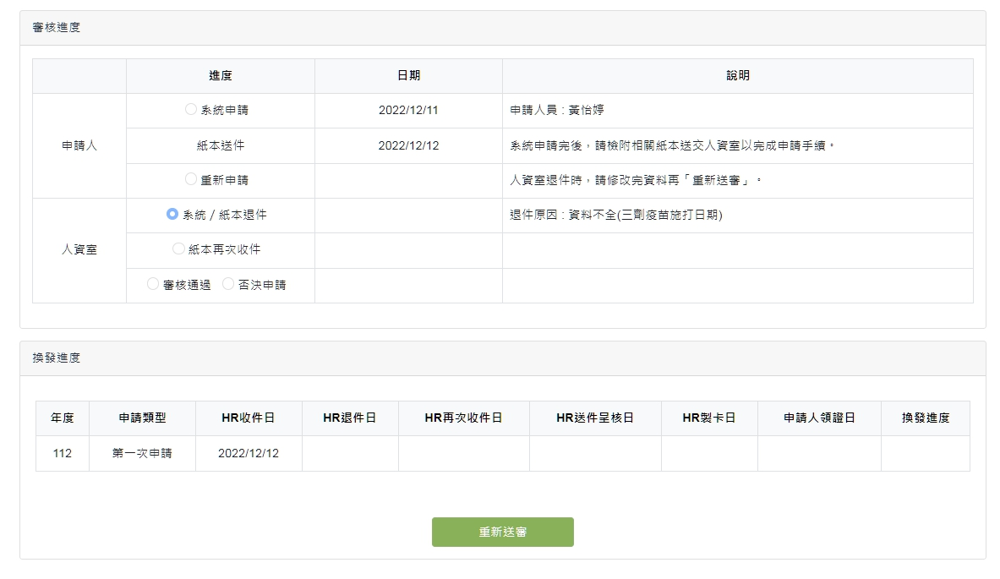 審核進度
進度 日期 說明
申請人
系統申請 2022/12/11 申請人員 : 黃怡婷
紙本送件 2022/12/12 系統申請完後，請檢附相關紙本送交人資室以完成申請手續。
重新申請 人資室退件時，請修改完資料再「重新送審」。
人資室
系統 / 紙本退件 退件原因 : 資料不全(三劑疫苗施打日期)
紙本再次收件
審核通過 否決申請
換發進度
年度 申請類型 HR收件日 HR退件日 HR再次收件日 HR送件呈核日 HR製卡日 申請人領證日 換發進度
112 第一次申請 2022/12/12
重新送審